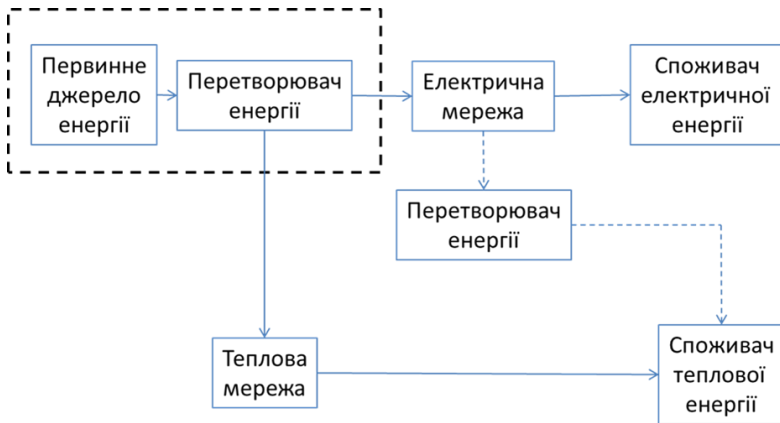 Первинне
джерело
енергії
Перетворювач
енергії
Електрична
мережа
Споживач
електричної
енергії
Перетворювач
енергії
Теплова
мережа
Споживач
теплової
енергії